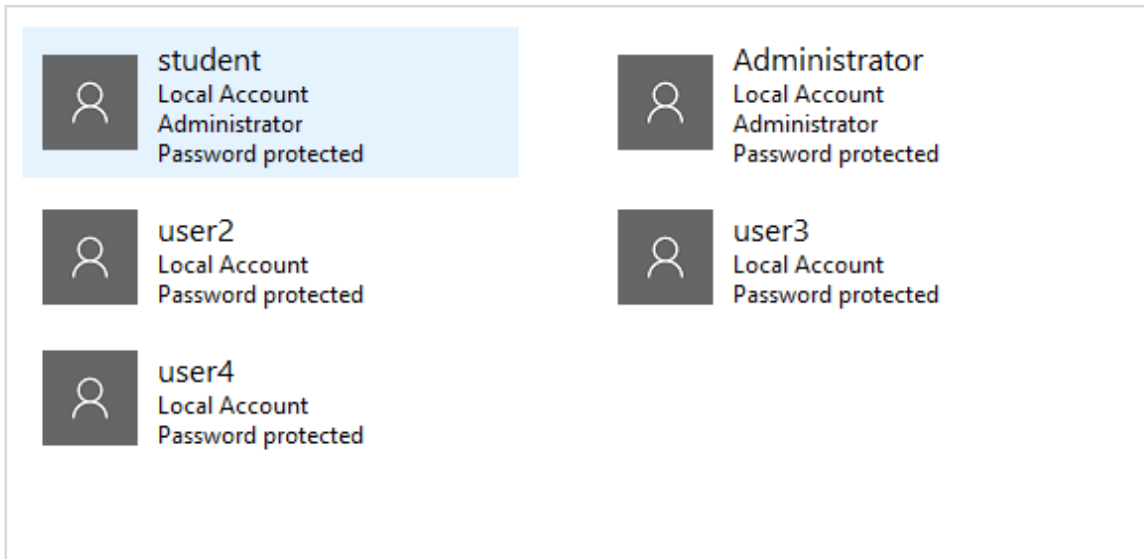 student
Local Account
Administrator
Password protected
Administrator
Local Account
Administrator
Password protected
user2
Local Account
Password protected
user3
Local Account
Password protected
user4
Local Account
Password protected